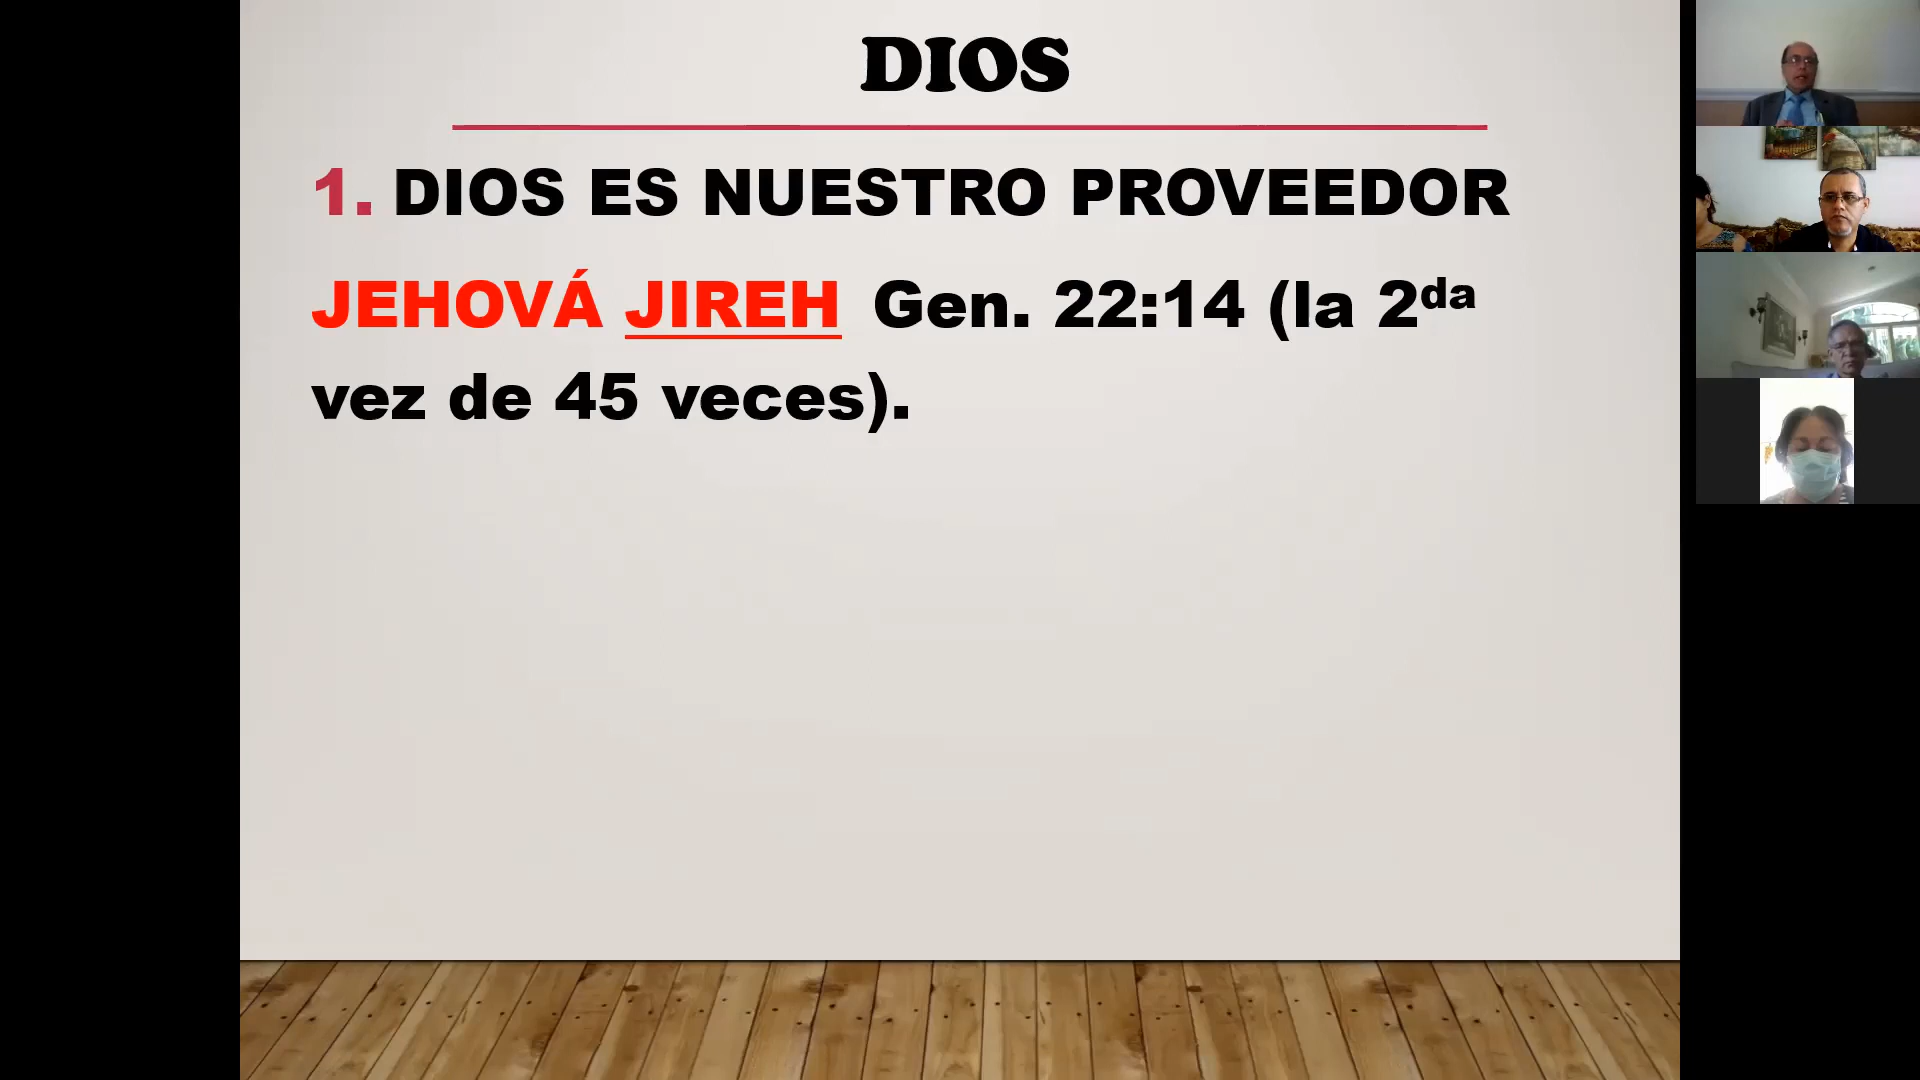 DIOS
1. DIOS ES NUESTRO PROVEEDOR
JEHOVÁ JIREH Gen. 22:14 (la 2da
vez de 45 veces).